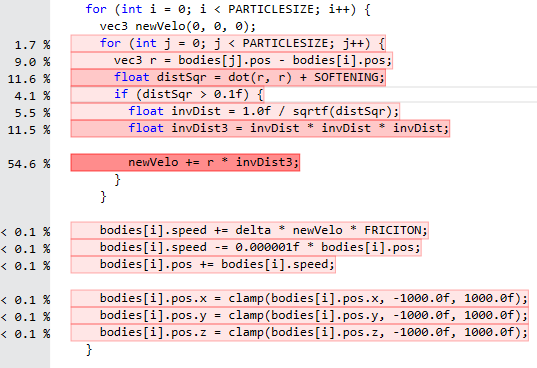 for (int i = 0; i < PARTICLESIZE; i++) {
vec3 newVelo(0, 0, 0);
1.7 % for (int j = 0; j < PARTICLESIZE; j++) {
9.0 % vec3 r = bodies[j].pos - bodies[i].pos;
11.6 % float distSqr = dot(r, r) + SOFTENING;
4.1 % if (distSqr > 0.1f) {
5.5 % float invDist = 1.0f / sqrtf(distSqr);
11.5 % float invDist3 = invDist * invDist * invDist;
54.6 % newVelo += r * invDist3;
}
}
< 0.1 % bodies[i].speed += delta * newVelo * FRICITON;
< 0.1 % bodies[i].speed -= 0.000001f * bodies[i].pos;
< 0.1 % bodies[i].pos += bodies[i].speed;
< 0.1 % bodies[i].pos.x = clamp(bodies[i].pos.x, -1000.0f, 1000.0f);
< 0.1 % bodies[i].pos.y = clamp(bodies[i].pos.y, -1000.0f, 1000.0f);
< 0.1 % bodies[i].pos.z = clamp(bodies[i].pos.z, -1000.0f, 1000.0f);
}